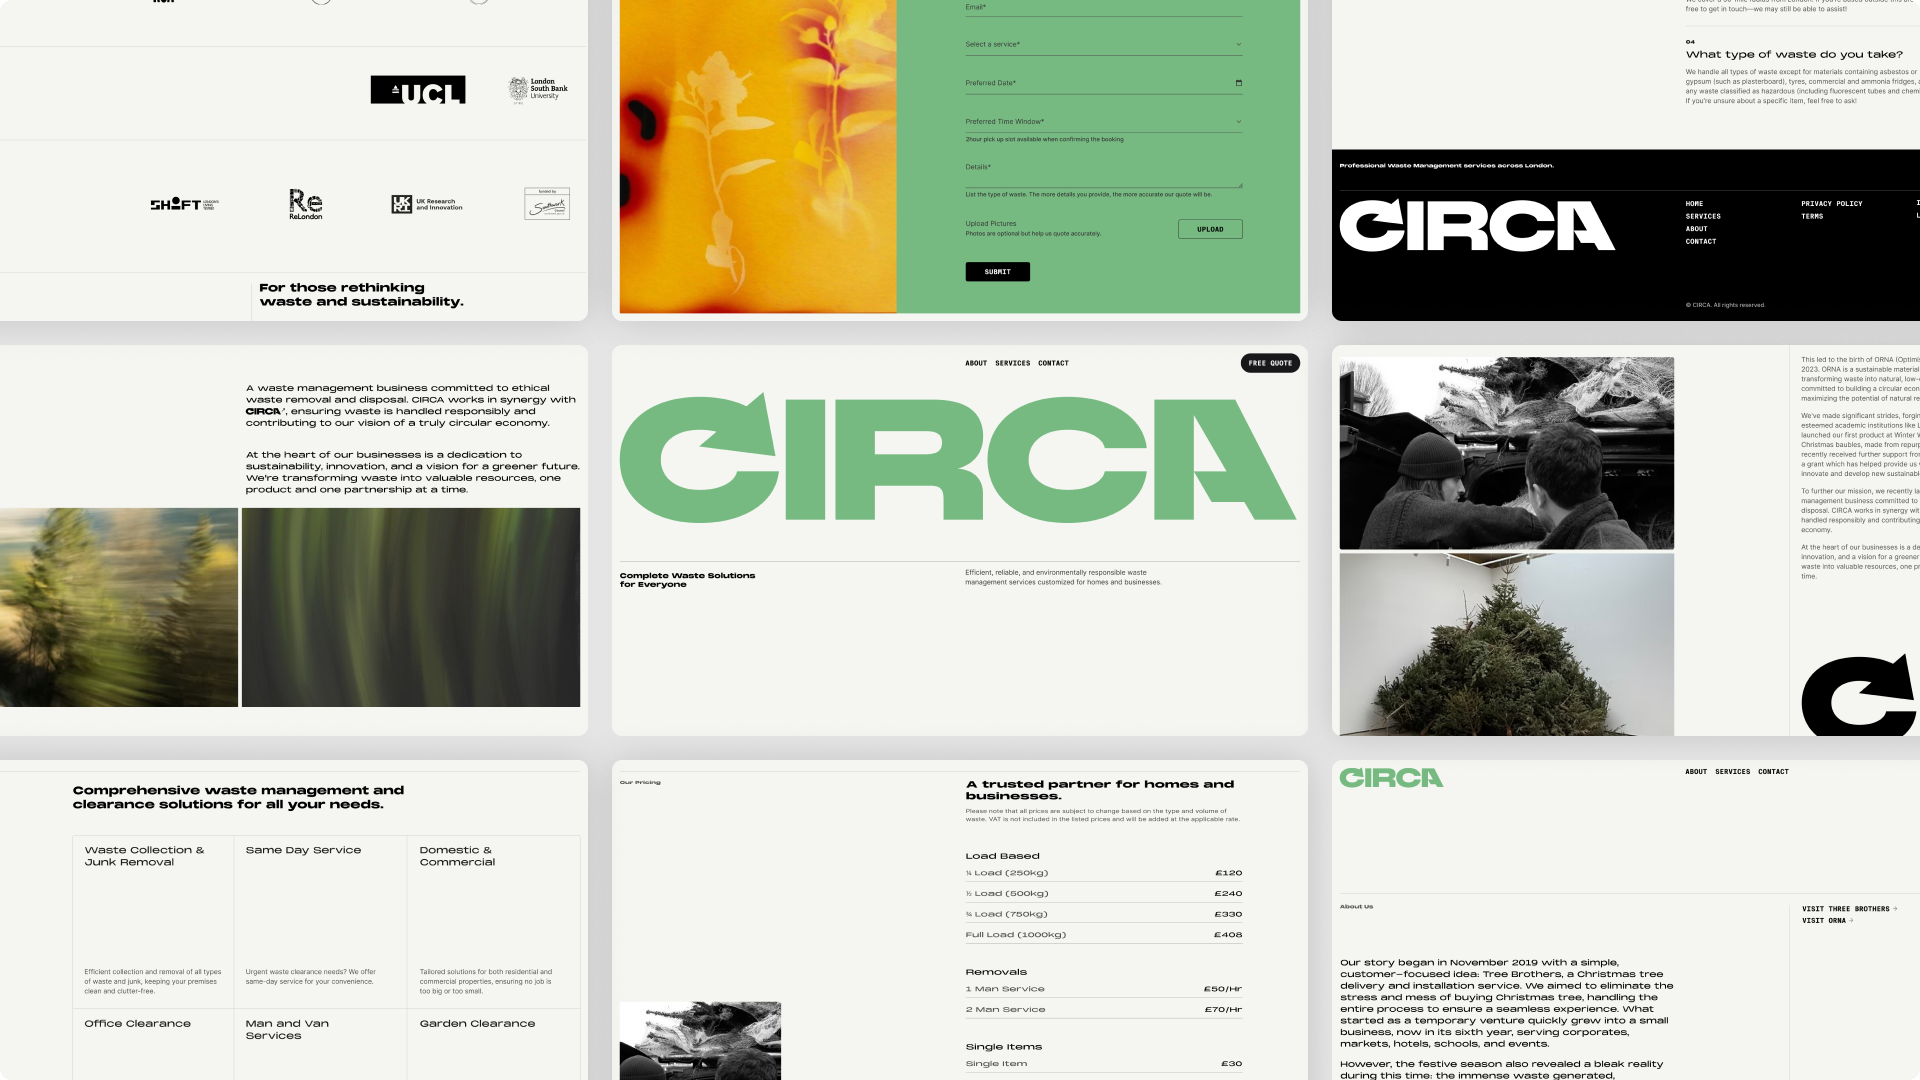 UCL
London
South Bank
University
SHIFT
Re
ReLondon
UK
RI
UK Research
and Innovation
funded by
Southwark
For those rethinking
waste and sustainability.
Email*
Select a service*
Preferred Date*
Preferred Time Window*
2hour pick up slot available when confirming the booking
Details*
List the type of waste. The more details you provide, the more accurate our quote will be.
Upload Pictures
Photos are optional but help us quote accurately.
UPLOAD
SUBMIT
free to get in touch—we may still be able to assist!
04
What type of waste do you take?
We handle all types of waste except for materials containing asbestos or
gypsum (such as plasterboard), tyres, commercial and ammonia fridges,
any waste classified as hazardous (including fluorescent tubes and
If you're unsure about a specific item, feel free to ask!
Professional Waste Management services across London.
CIRCA
HOME
SERVICES
ABOUT
CONTACT
PRIVACY POLICY
TERMS
© CIRCA. All rights reserved.
A waste management business committed to ethical
waste removal and disposal. CIRCA works in synergy with
CIRCA↗, ensuring waste is handled responsibly and
contributing to our vision of a truly circular economy.
At the heart of our businesses is a dedication to
sustainability, innovation, and a vision for a greener future.
We're transforming waste into valuable resources, one
product and one partnership at a time.
ABOUT SERVICES CONTACT
FREE QUOTE
CIRCA
Complete Waste Solutions
for Everyone
Efficient, reliable, and environmentally responsible waste
management services customized for homes and businesses.
This led to the birth of ORNA
2023. ORNA is a sustainable material
transforming waste into natural,
committed to building a circular
maximizing the potential of natural
We've made significant strides,
esteemed academic institutions like
launched our first product at Winter
Christmas baubles, made from
recently received further support
a grant which has helped provide us
innovate and develop new
To further our mission, we recently
management business committed to
disposal. CIRCA works in synergy
handled responsibly and contributing
economy.
At the heart of our businesses is a
innovation, and a vision for a greener
waste into valuable resources, one
time.
C
Comprehensive waste management and
clearance solutions for all your needs.
Waste Collection &
Junk Removal
Efficient collection and removal of all types
of waste and junk, keeping your premises
clean and clutter-free.
Same Day Service
Urgent waste clearance needs? We offer
same-day service for your convenience.
Domestic &
Commercial
Tailored solutions for both residential and
commercial properties, ensuring no job is
too big or too small.
Office Clearance
Man and Van
Services
Garden Clearance
Our Pricing
A trusted partner for homes and
businesses.
Please note that all prices are subject to change based on the type and volume of
waste. VAT is not included in the listed prices and will be added at the applicable rate.
Load Based
¼ Load (250kg) £120
½ Load (500kg) £240
¾ Load (750kg) £330
Full Load (1000kg) £408
Removals
1 Man Service £50/Hr
2 Man Service £70/Hr
Single Items
Single Item £30
CIRCA
ABOUT SERVICES CONTACT
About Us
VISIT THREE BROTHERS →
VISIT ORNA →
Our story began in November 2019 with a simple,
customer-focused idea: Tree Brothers, a Christmas tree
delivery and installation service. We aimed to eliminate the
stress and mess of buying Christmas tree, handling the
entire process to ensure a seamless experience. What
started as a temporary venture quickly grew into a small
business, now in its sixth year, serving corporates,
markets, hotels, schools, and events.
However, the festive season also revealed a bleak reality
during this time: the immense waste generated,